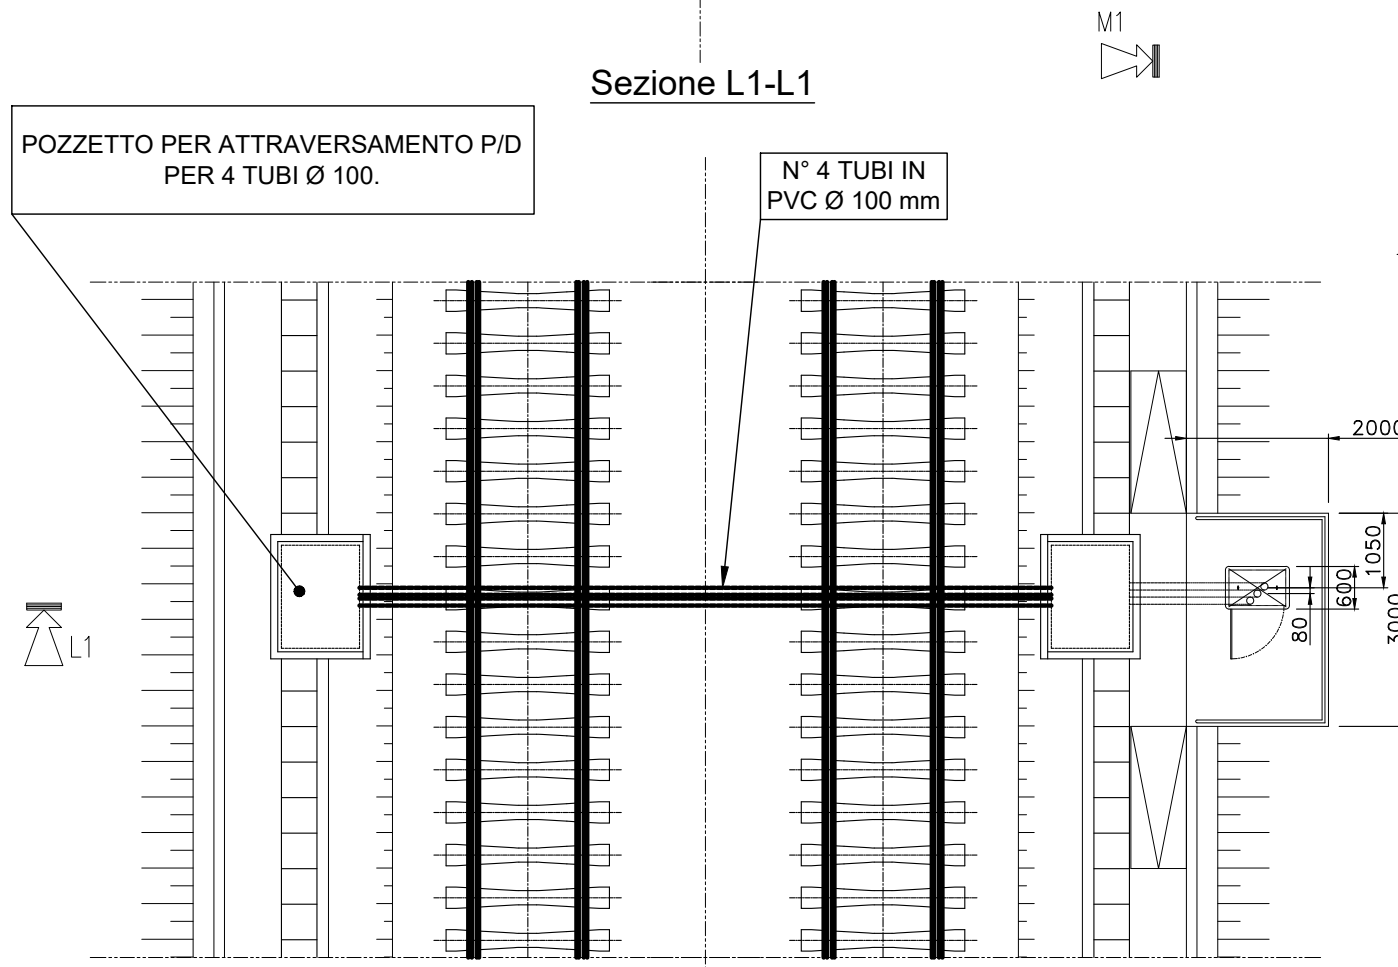 M1
Sezione L1-L1
POZZETTO PER ATTRAVERSAMENTO P/D
PER 4 TUBI Ø 100.
N° 4 TUBI IN
PVC Ø 100 mm
2000
1050
600
3000
80
L1